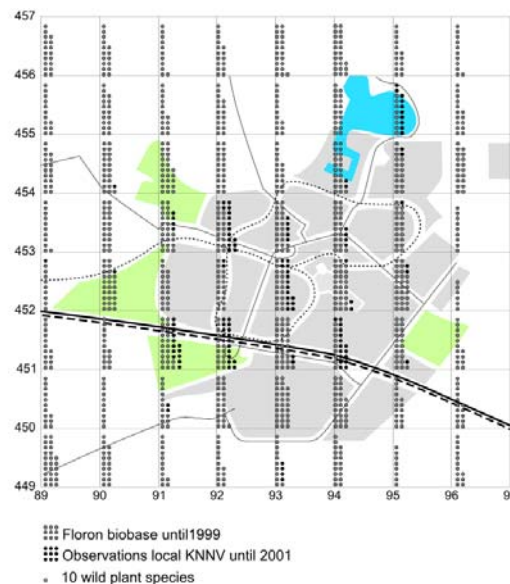 457
456
455
454
453
452
451
450
449
89 90 91 92 93 94 95 96 9
Floron biobase until1999
Observations local KNNV until 2001
10 wild plant species